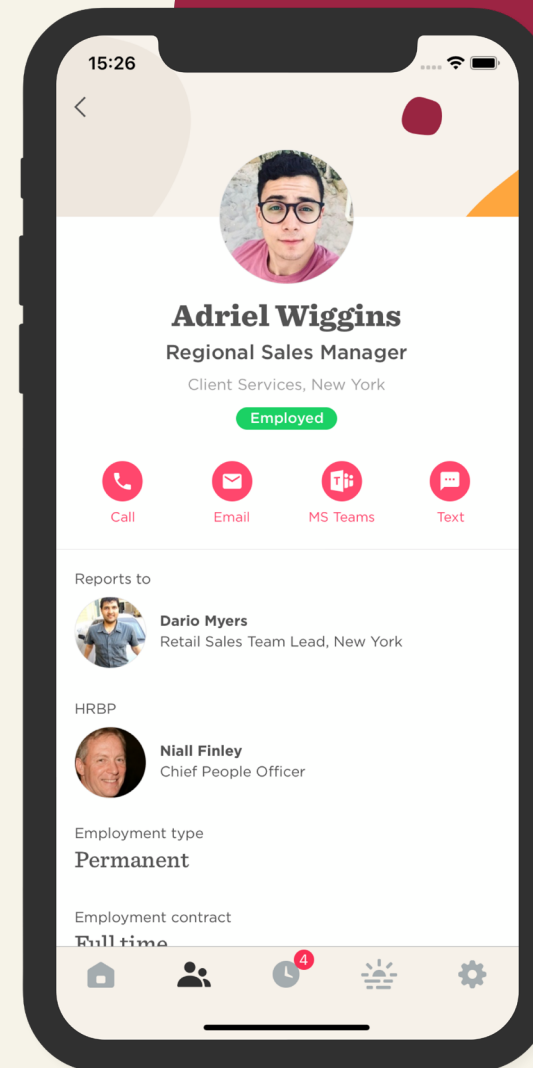 15:26
Adriel Wiggins
Regional Sales Manager
Client Services, New York
Employed
Call
Email
MS Teams
Text
Reports to
Dario Myers
Retail Sales Team Lead, New York
HRBP
Niall Finley
Chief People Officer
Employment type
Permanent
Employment contract
Full time
4